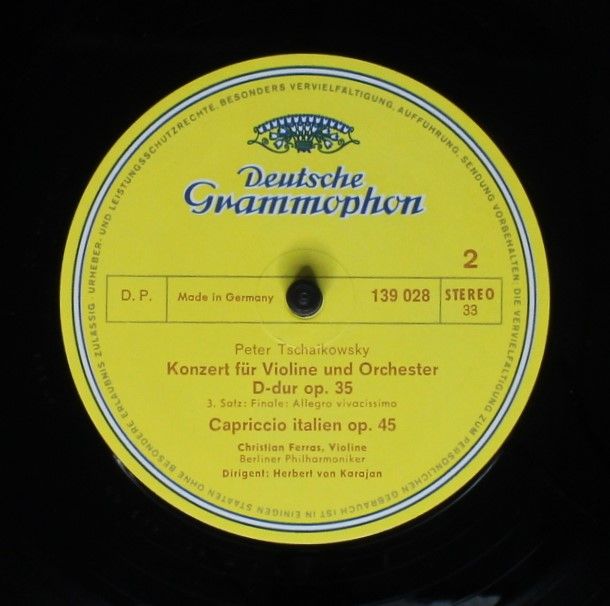 Deutsche
Grammophon
2
D. P.
Made in Germany
139 028
STEREO
33
Peter Tschaikowsky
Konzert für Violine und Orchester
D-dur op. 35
3. Satz: Finale: Allegro vivacissimo
Capriccio italien op. 45
Christian Ferras, Violine
Berliner Philharmoniker
Dirigent: Herbert von Karajan
URHEBER- UND LEISTUNGSSCHUTZRECHTE, BESONDERS VERVIELFÄLTIGUNG, AUFFÜHRUNG, SENDUNG VORBEHALTEN. DIE VERVIELFÄLTIGUNG ZUM PERSÖNLICHEN GEBRAUCH IST IN EINIGEN STAATEN OHNE BESONDERE ERLAUBNIS ZULÄSSIG ·